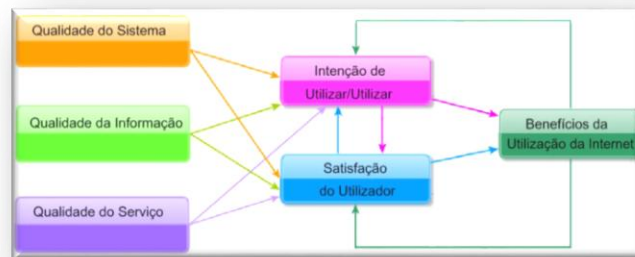 Qualidade do Sistema
Qualidade da Informação
Qualidade do Serviço
Intenção de
Utilizar/Utilizar
Satisfação
do Utilizador
Benefícios da
Utilização da Internet